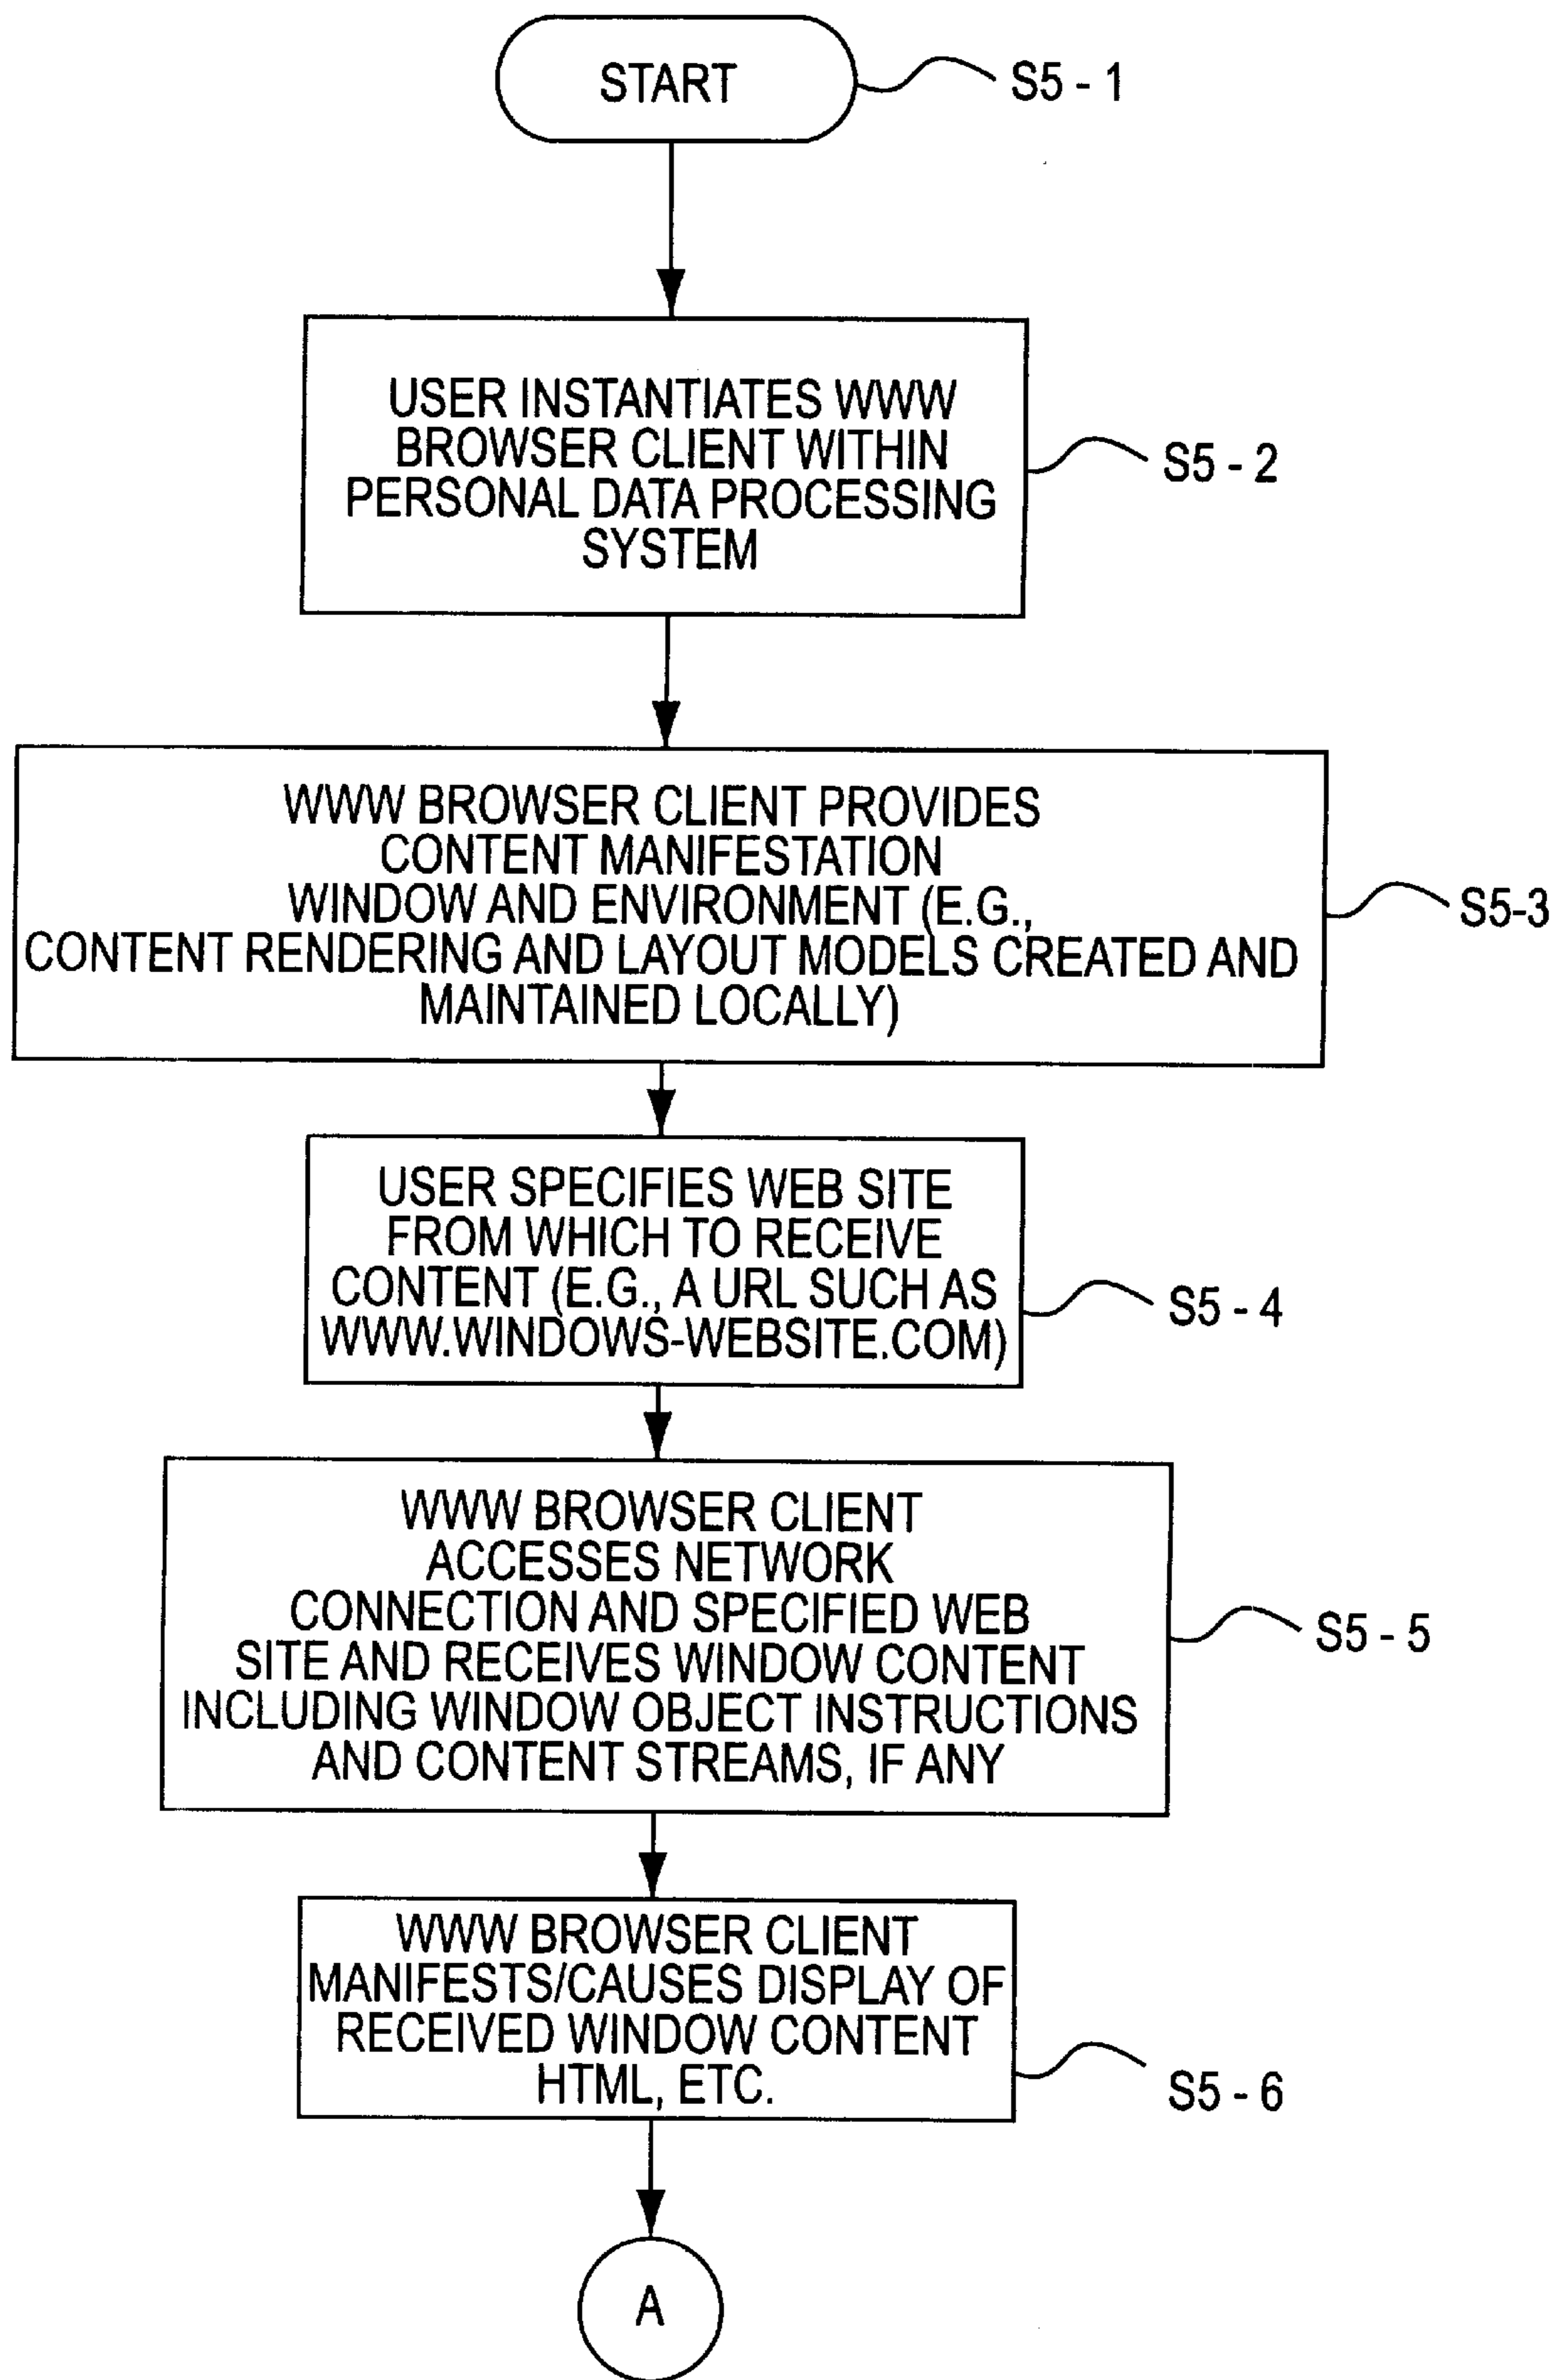 START
S5 - 1
USER INSTANTIATES WWW
BROWSER CLIENT WITHIN
PERSONAL DATA PROCESSING
SYSTEM
S5 - 2
WWW BROWSER CLIENT PROVIDES
CONTENT MANIFESTATION
WINDOW AND ENVIRONMENT (E.G.,
CONTENT RENDERING AND LAYOUT MODELS CREATED AND
MAINTAINED LOCALLY)
S5-3
USER SPECIFIES WEB SITE
FROM WHICH TO RECEIVE
CONTENT (E.G., A URL SUCH AS
WWW.WINDOWS-WEBSITE.COM)
S5 - 4
WWW BROWSER CLIENT
ACCESSES NETWORK
CONNECTION AND SPECIFIED WEB
SITE AND RECEIVES WINDOW CONTENT
INCLUDING WINDOW OBJECT INSTRUCTIONS
AND CONTENT STREAMS, IF ANY
S5 - 5
WWW BROWSER CLIENT
MANIFESTS/CAUSES DISPLAY OF
RECEIVED WINDOW CONTENT
HTML, ETC.
S5 - 6
A